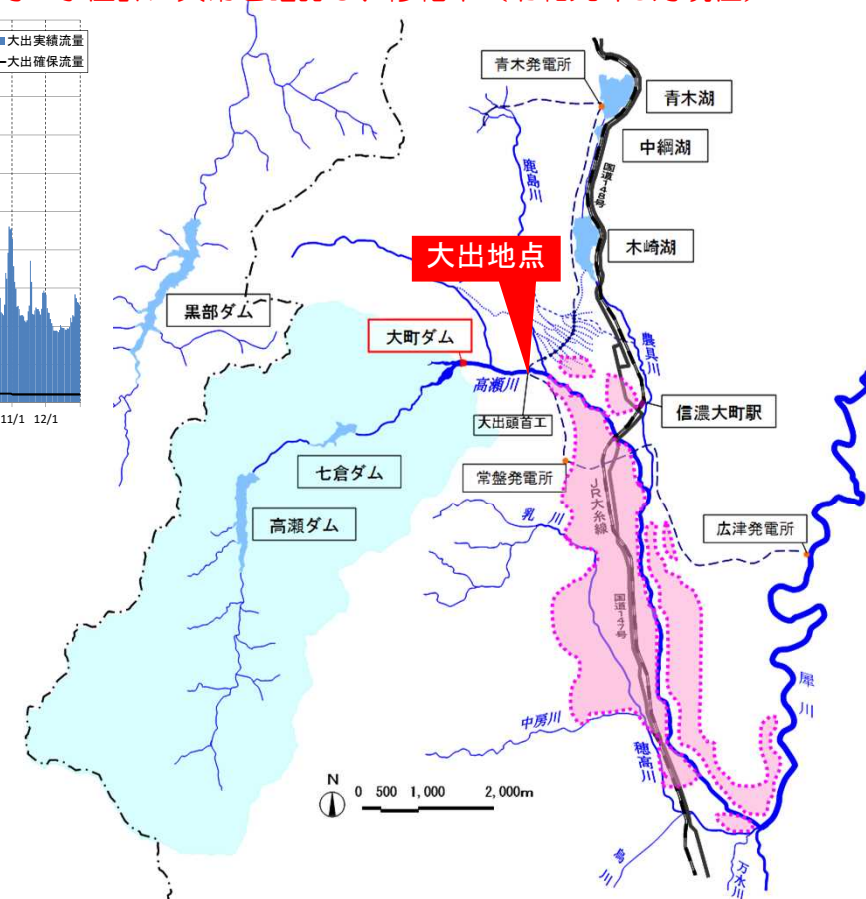 大出実績流量
大出確保流量
11/1 12/1
青木発電所
青木湖
中綱湖
国道148号
鹿島川
木崎湖
大出地点
黒部ダム
大町ダム
農具川
高瀬川
大出頭首工
信濃大町駅
七倉ダム
常盤発電所
JR大糸線
高瀬ダム
乳川
広津発電所
国道147号
犀川
中房川
穂高川
N
0 500 1,000 2,000m
烏川
万水川